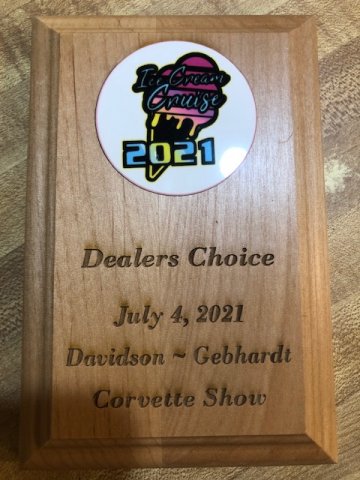 Ice Cream
Cruise
2021
Dealers Choice
July 4, 2021
Davidson ~ Gebhardt
Corvette Show